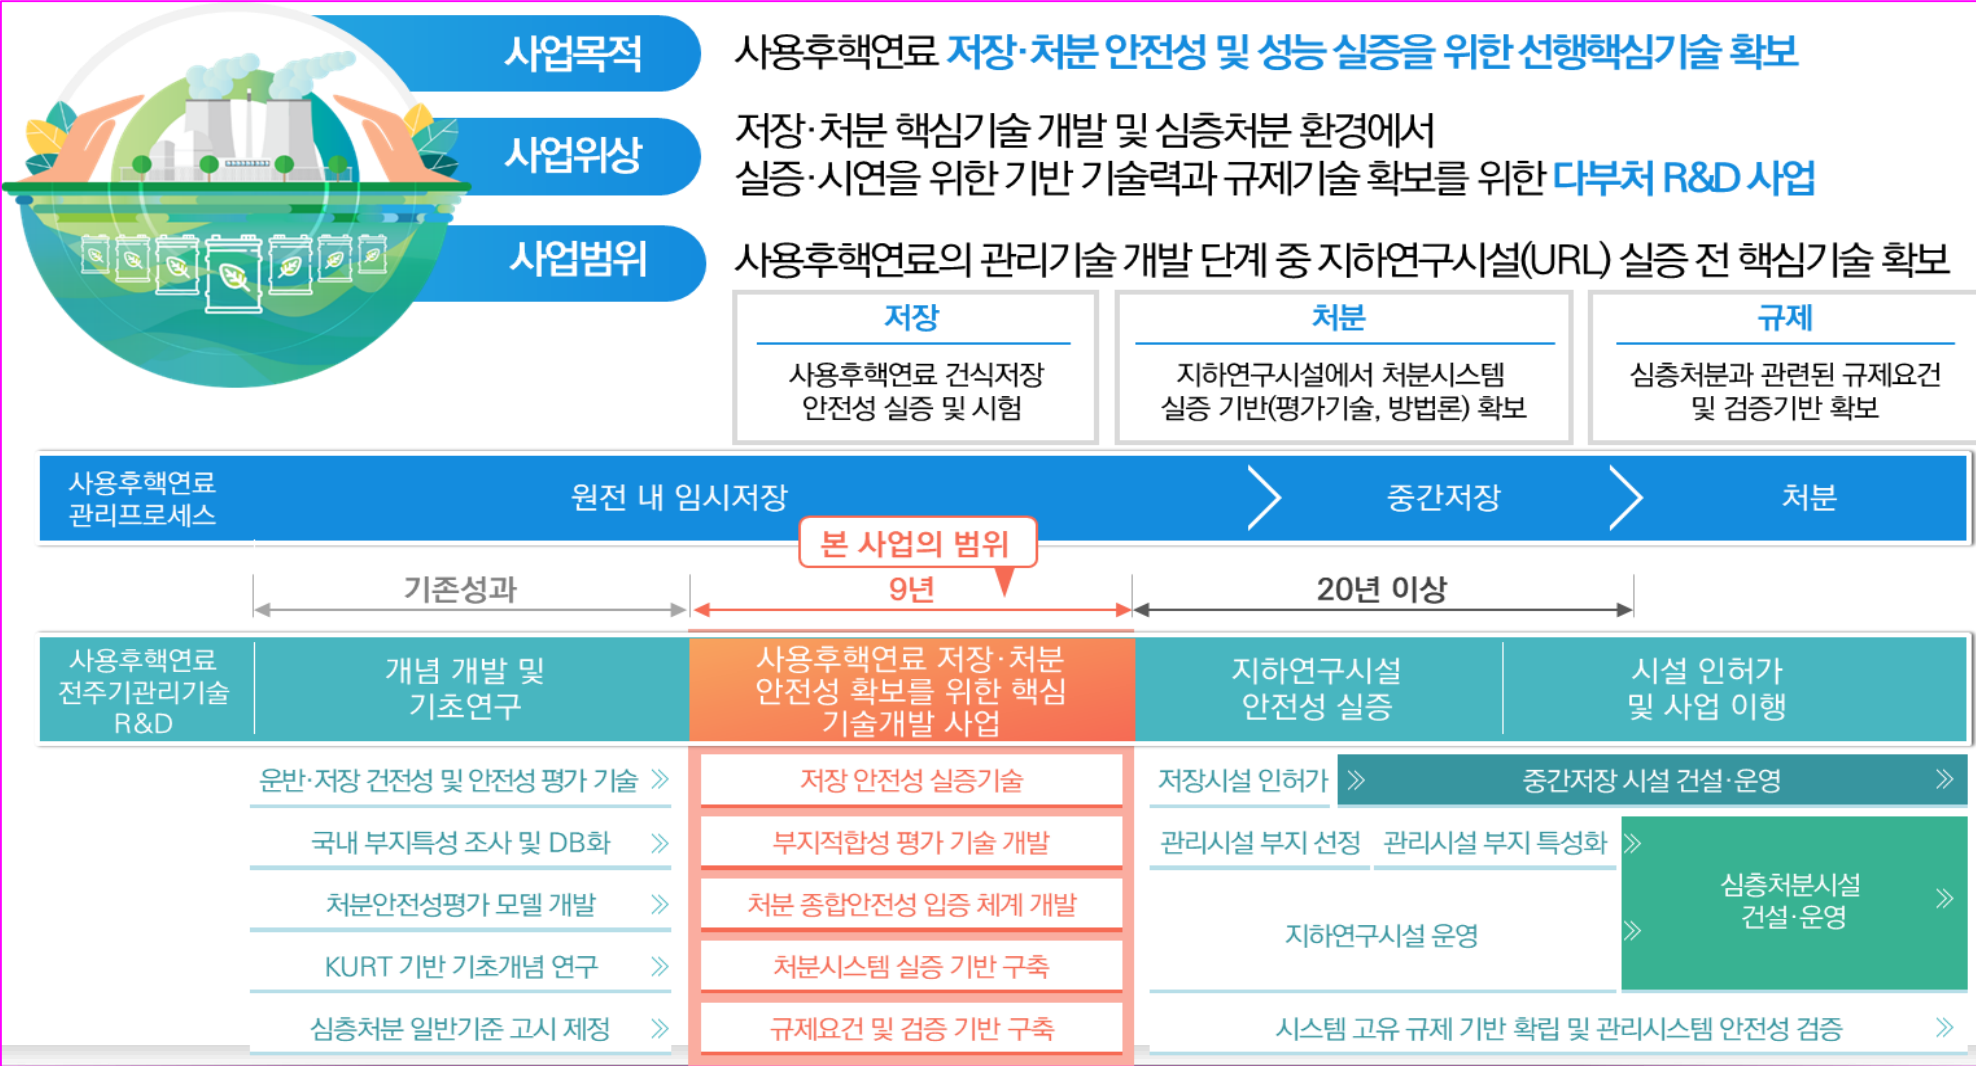 사업목적
사용후핵연료 저장·처분 안전성 및 성능 실증을 위한 선행핵심기술 확보
사업위상
저장·처분 핵심기술 개발 및 심층처분 환경에서
실증·시연을 위한 기반 기술력과 규제기술 확보를 위한 다부처 R&D 사업
사업범위
사용후핵연료의 관리기술 개발 단계 중 지하연구시설(URL) 실증 전 핵심기술 확보
저장
사용후핵연료 건식저장
안전성 실증 및 시험
처분
지하연구시설에서 처분시스템
실증 기반(평가기술, 방법론) 확보
규제
심층처분과 관련된 규제요건
및 검증기반 확보
사용후핵연료
관리프로세스
원전 내 임시저장
중간저장
처분
본 사업의 범위
기존성과
9년
20년 이상
사용후핵연료
전주기관리기술
R&D
개념 개발 및
기초연구
사용후핵연료 저장·처분
안전성 확보를 위한 핵심
기술개발 사업
지하연구시설
안전성 실증
시설 인허가
및 사업 이행
운반·저장 건전성 및 안전성 평가 기술
저장 안전성 실증기술
저장시설 인허가
중간저장 시설 건설·운영
국내 부지특성 조사 및 DB화
부지적합성 평가 기술 개발
관리시설 부지 선정
관리시설 부지 특성화
처분안전성평가 모델 개발
처분 종합안전성 입증 체계 개발
지하연구시설 운영
심층처분시설
건설·운영
KURT 기반 기초개념 연구
처분시스템 실증 기반 구축
심층처분 일반기준 고시 제정
규제요건 및 검증 기반 구축
시스템 고유 규제 기반 확립 및 관리시스템 안전성 검증